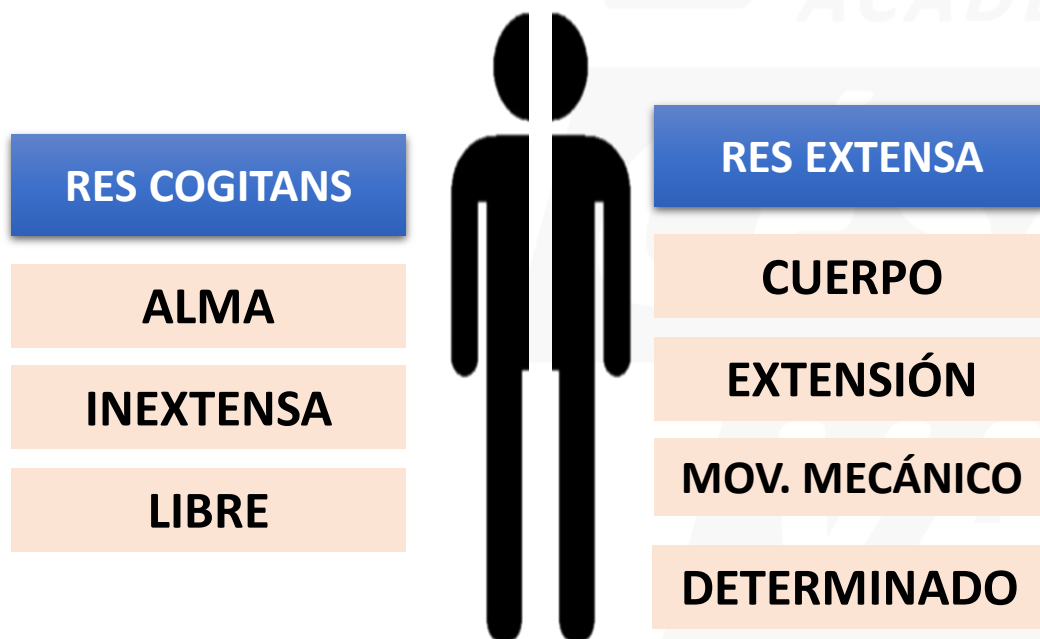 RES COGITANS
ALMA
INEXTENSA
LIBRE
RES EXTENSA
CUERPO
EXTENSIÓN
MOV. MECÁNICO
DETERMINADO